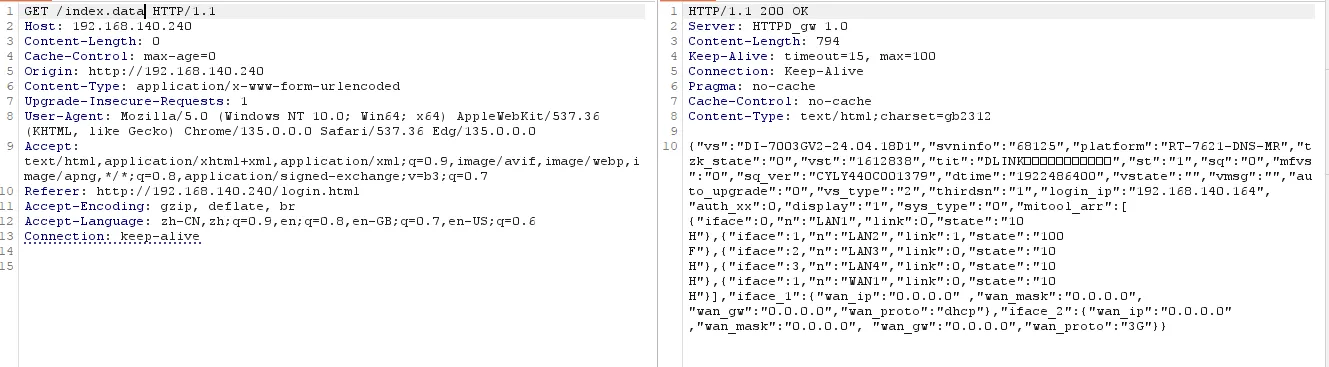 1 GET /index.data HTTP/1.1
2 Host: 192.168.140.240
3 Content-Length: 0
4 Cache-Control: max-age=0
5 Origin: http://192.168.140.240
6 Content-Type: application/x-www-form-urlencoded
7 Upgrade-Insecure-Requests: 1
8 User-Agent: Mozilla/5.0 (Windows NT 10.0; Win64; x64) AppleWebKit/537.36
(KHTML, like Gecko) Chrome/135.0.0.0 Safari/537.36 Edg/135.0.0.0
9 Accept:
text/html,application/xhtml+xml,application/xml;q=0.9,image/avif,image/webp,i
mage/apng,*/*;q=0.8,application/signed-exchange;v=b3;q=0.7
10 Referer: http://192.168.140.240/login.html
11 Accept-Encoding: gzip, deflate, br
12 Accept-Language: zh-CN,zh;q=0.9,en;q=0.8,en-GB;q=0.7,en-US;q=0.6
13 Connection: keep-alive
14
15
1 HTTP/1.1 200 OK
2 Server: HTTPD_gw 1.0
3 Content-Length: 794
4 Keep-Alive: timeout=15, max=100
5 Connection: Keep-Alive
6 Pragma: no-cache
7 Cache-Control: no-cache
8 Content-Type: text/html;charset=gb2312
9
10 {"vs":"DI-7003GV2-24.04.18D1","svninfo":"68125","platform":"RT-7621-DNS-MR","t
zk_state":"0","vst":"1612838","tit":"DLINK□□□□□□□□□□□","st":"1","sq":"0","mfvs
":"0","sq_ver":"CYLY440C001379","dtime":"1922486400","vstate":"","vmsg":"","au
to_upgrade":"0","vs_type":"2","thirdsn":"1","login_ip":"192.168.140.164",
"auth_xx":0,"display":"1","sys_type":"0","mitool_arr":[
{"iface":0,"n":"LAN1","link":0,"state":"10
H"},{"iface":1,"n":"LAN2","link":1,"state":"100
F"},{"iface":2,"n":"LAN3","link":0,"state":"10
H"},{"iface":3,"n":"LAN4","link":0,"state":"10
H"},{"iface":1,"n":"WAN1","link":0,"state":"10
H"}],"iface_1":{"wan_ip":"0.0.0.0" ,"wan_mask":"0.0.0.0",
"wan_gw":"0.0.0.0","wan_proto":"dhcp"},"iface_2":{"wan_ip":"0.0.0.0"
,"wan_mask":"0.0.0.0", "wan_gw":"0.0.0.0","wan_proto":"3G"}}